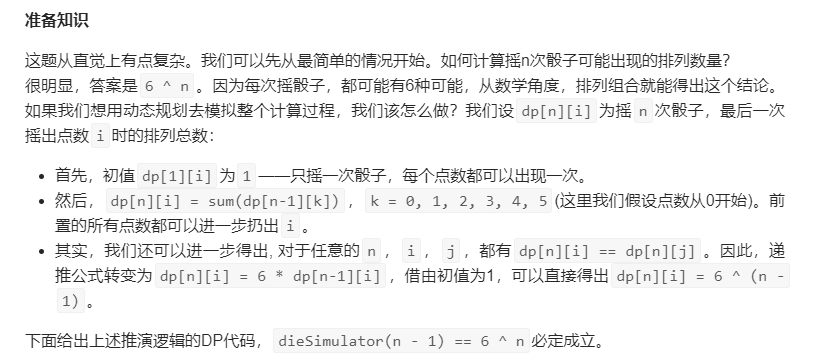 准备知识
这题从直觉上有点复杂。我们可以先从最简单的情况开始。如何计算摇n次骰子可能出现的排列数量？
很明显，答案是 6 ^ n 。因为每次摇骰子，都可能有6种可能，从数学角度，排列组合就能得出这个结论。
如果我们想用动态规划去模拟整个计算过程，我们该怎么做？我们设 dp[n][i] 为摇 n 次骰子，最后一次
摇出点数 i 时的排列总数：
• 首先，初值 dp[1][i] 为 1 ——只摇一次骰子，每个点数都可以出现一次。
• 然后， dp[n][i] = sum(dp[n-1][k]) ， k = 0, 1, 2, 3, 4, 5 (这里我们假设点数从0开始)。前
置的所有点数都可以进一步扔出 i 。
• 其实，我们还可以进一步得出, 对于任意的 n ， i ， j ，都有 dp[n][i] == dp[n][j] 。因此，递
推公式转变为 dp[n][i] = 6 * dp[n-1][i] ，借由初值为1，可以直接得出 dp[n][i] = 6 ^ (n -
1) 。
下面给出上述推演逻辑的DP代码， dieSimulator(n - 1) == 6 ^ n 必定成立。